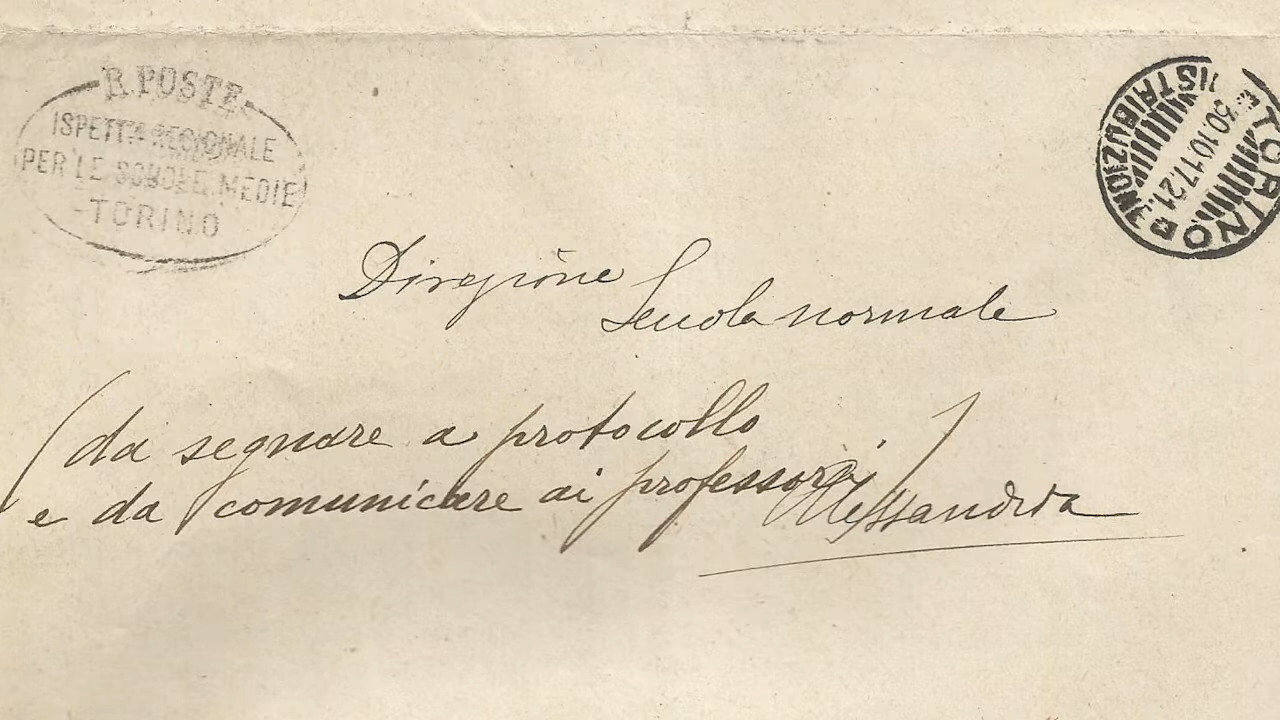 R. POSTE
ISPETT. REGIONALE
PER LE SCUOLE MEDIE
TORINO
TORINO
DISTRIBUZIONE
30.10.17.21
Direzione
Scuola normale
(da segnare a protocollo
e da comunicare ai professori)
Alessandria